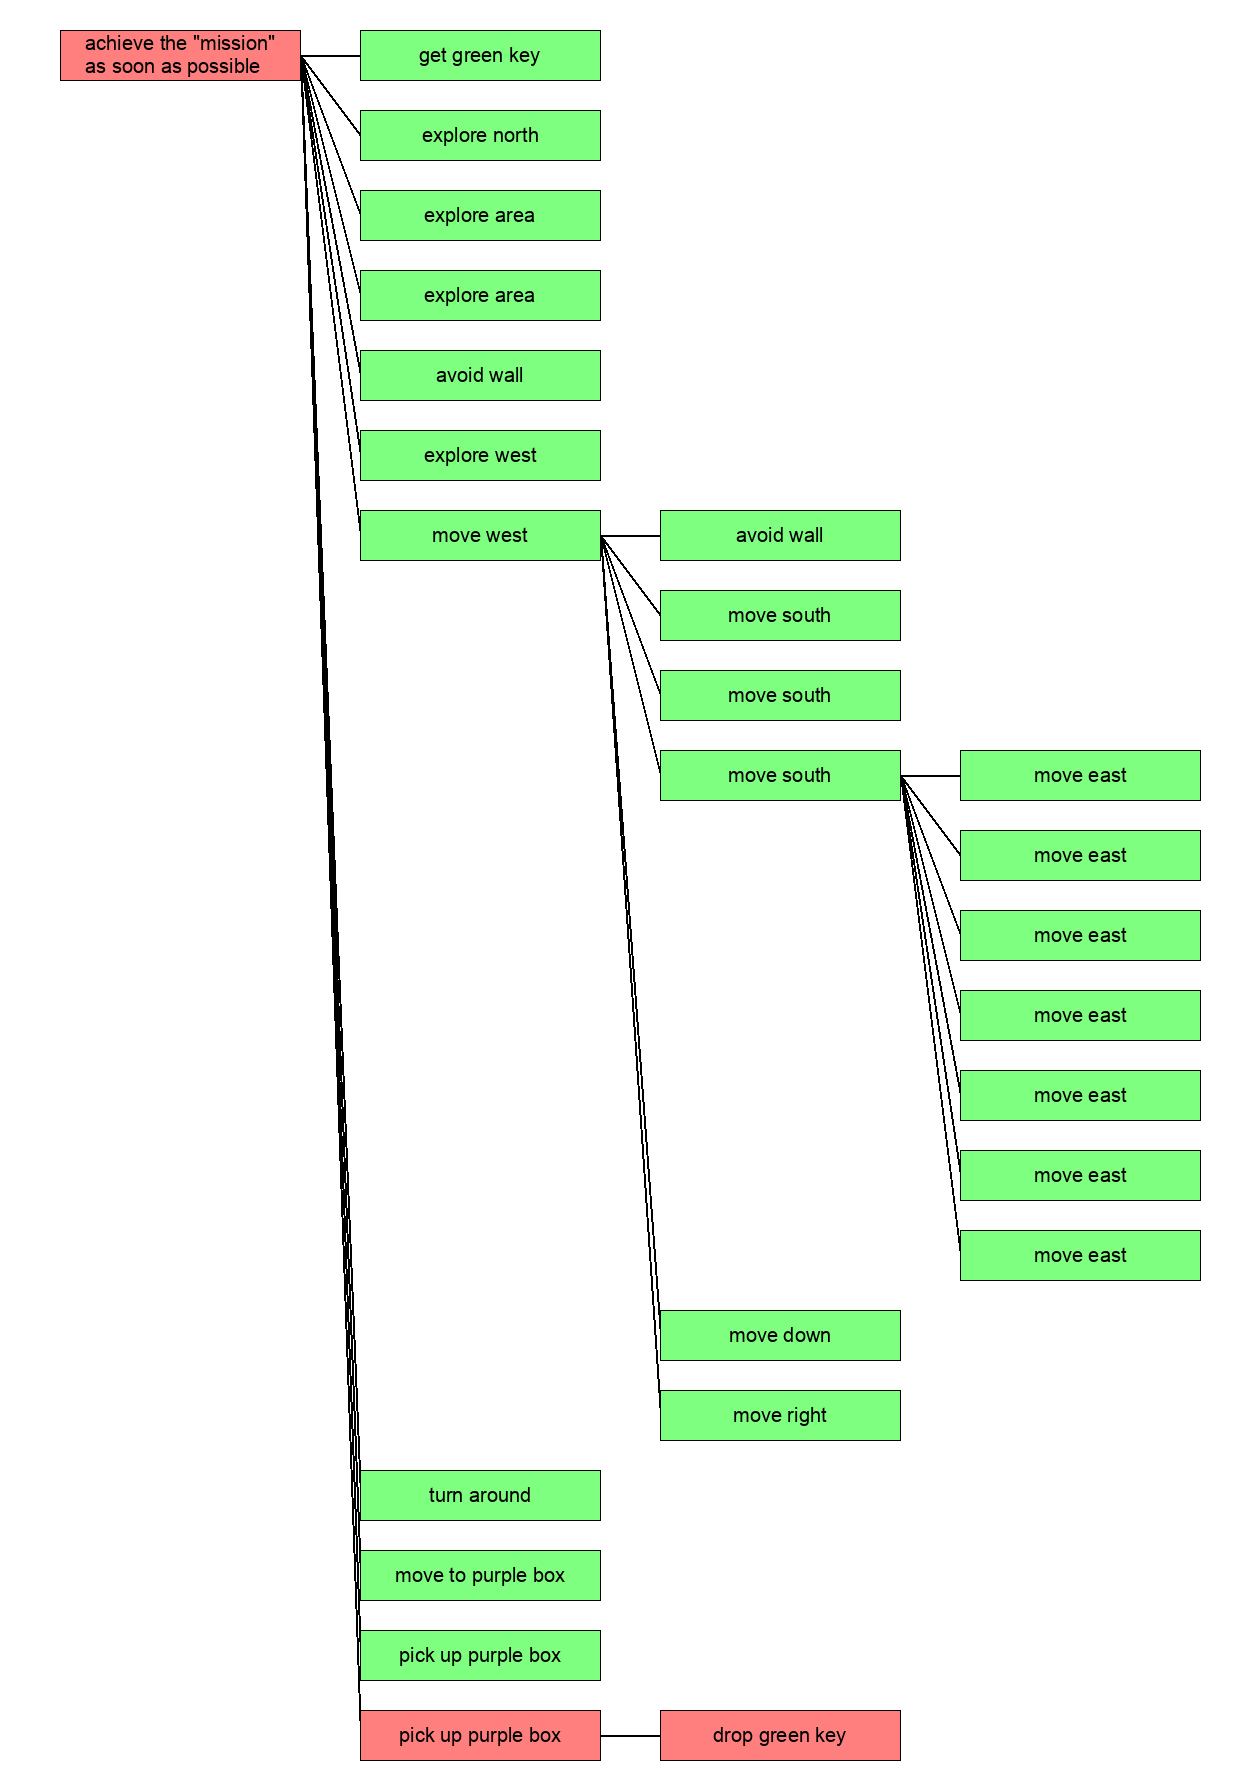 achieve the "mission"
as soon as possible
get green key
explore north
explore area
explore area
avoid wall
explore west
move west
avoid wall
move south
move south
move south
move east
move east
move east
move east
move east
move east
move east
move down
move right
turn around
move to purple box
pick up purple box
pick up purple box
drop green key